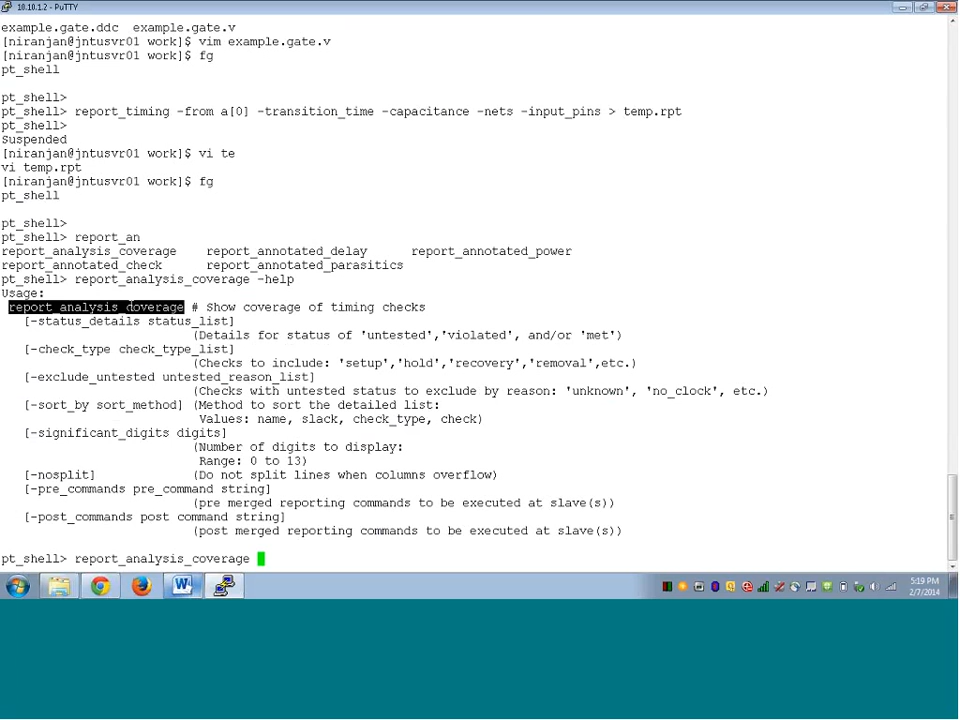 10.10.1.2 - PuTTY
example.gate.ddc  example.gate.v
[niranjan@jntusvr01 work]$ vim example.gate.v
[niranjan@jntusvr01 work]$ fg
pt_shell
pt_shell>
pt_shell> report_timing -from a[0] -transition_time -capacitance -nets -input_pins > temp.rpt
pt_shell>
Suspended
[niranjan@jntusvr01 work]$ vi te
vi temp.rpt
[niranjan@jntusvr01 work]$ fg
pt_shell
pt_shell>
pt_shell> report_an
report_analysis_coverage    report_annotated_delay      report_annotated_power
report_annotated_check      report_annotated_parasitics
pt_shell> report_analysis_coverage -help
Usage:
report_analysis_coverage # Show coverage of timing checks
[-status_details status_list]
(Details for status of 'untested','violated', and/or 'met')
[-check_type check_type_list]
(Checks to include: 'setup','hold','recovery','removal',etc.)
[-exclude_untested untested_reason_list]
(Checks with untested status to exclude by reason: 'unknown', 'no_clock', etc.)
[-sort_by sort_method] (Method to sort the detailed list:
Values: name, slack, check_type, check)
[-significant_digits digits]
(Number of digits to display:
Range: 0 to 13)
[-nosplit]             (Do not split lines when columns overflow)
[-pre_commands pre_command string]
(pre merged reporting commands to be executed at slave(s))
[-post_commands post command string]
(post merged reporting commands to be executed at slave(s))
pt_shell> report_analysis_coverage
5:19 PM
2/7/2014